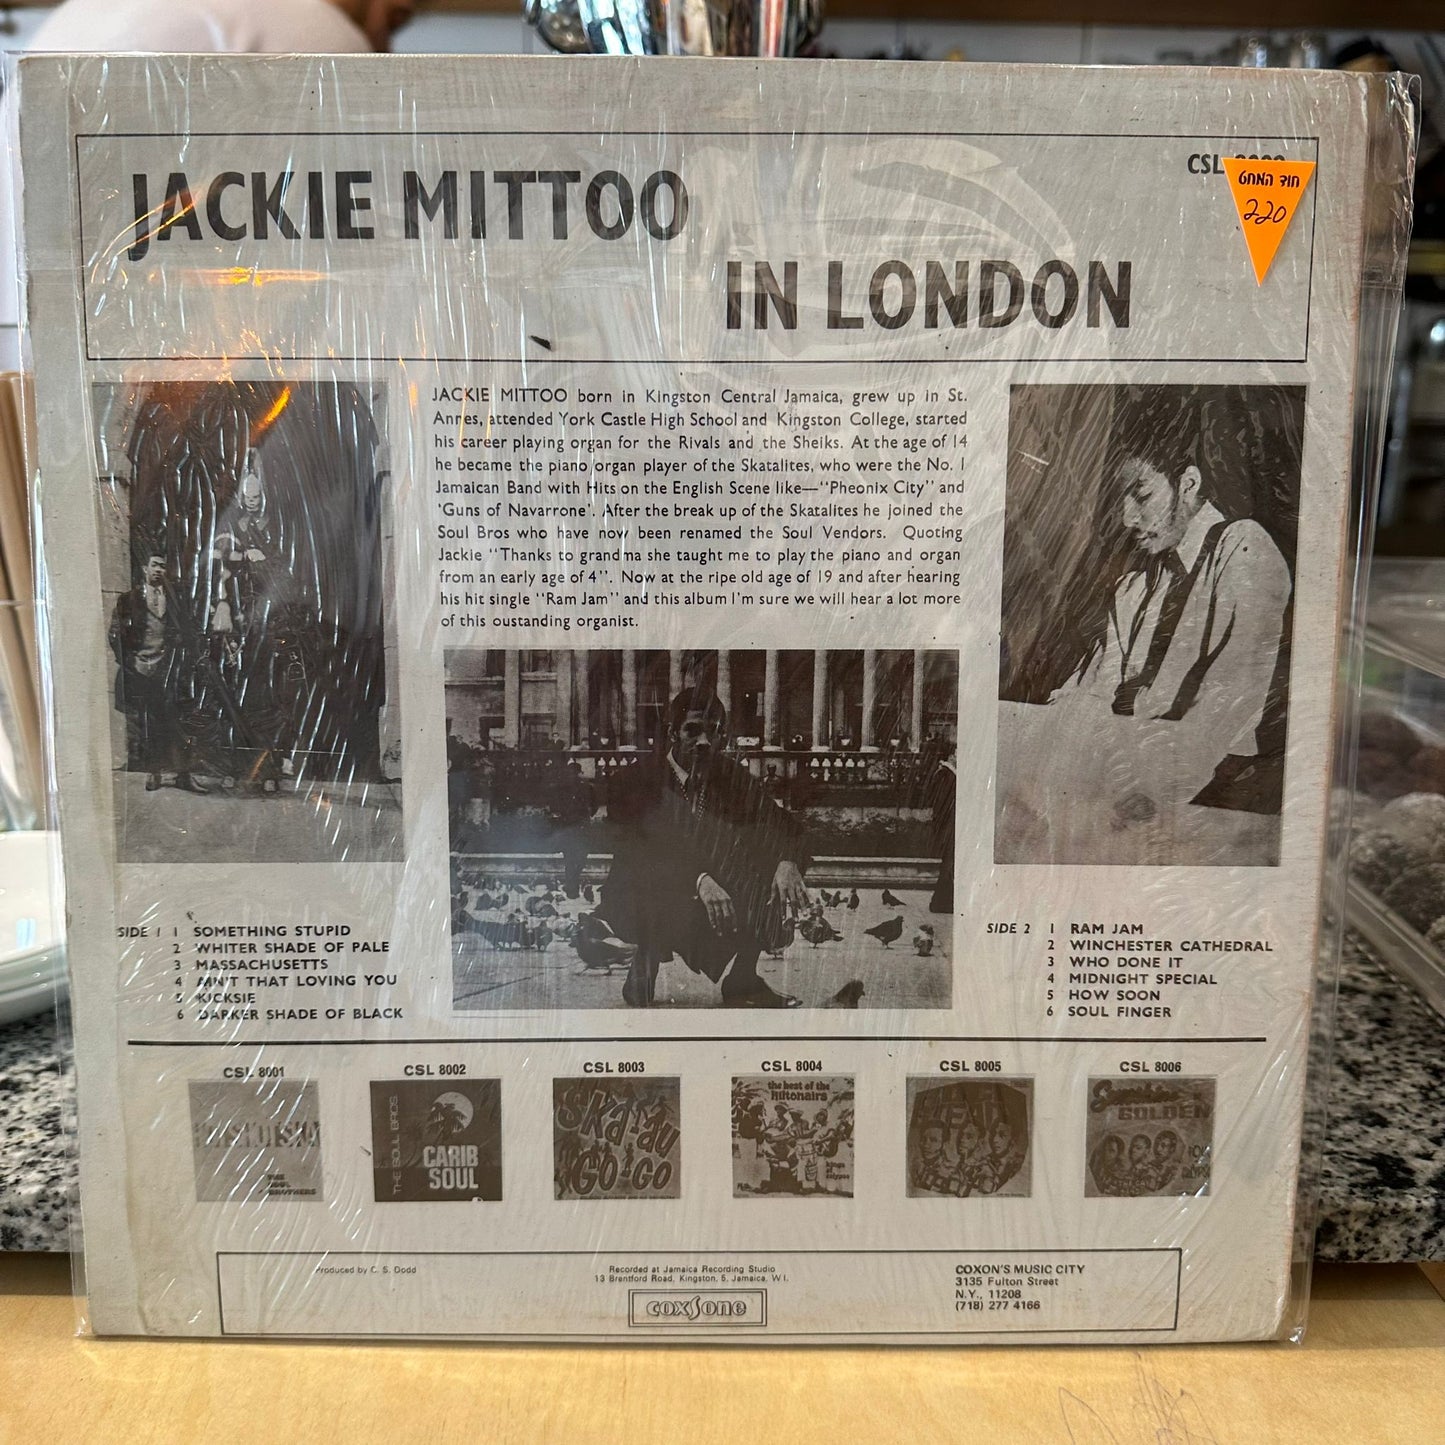 JACKIE MITTOO
IN LONDON
CSL
חוד המחט
220
JACKIE MITTOO born in Kingston Central Jamaica, grew up in St.
Annes, attended York Castle High School and Kingston College, started
his career playing organ for the Rivals and the Sheiks. At the age of 14
he became the piano/organ player of the Skatalites, who were the No. 1
Jamaican Band with Hits on the English Scene like—"Pheonix City" and
'Guns of Navarrone'. After the break up of the Skatalites he joined the
Soul Bros who have now been renamed the Soul Vendors. Quoting
Jackie "Thanks to grandma she taught me to play the piano and organ
from an early age of 4". Now at the ripe old age of 19 and after hearing
his hit single "Ram Jam" and this album I'm sure we will hear a lot more
of this oustanding organist.
SIDE 1 1 SOMETHING STUPID
2 WHITER SHADE OF PALE
3 MASSACHUSETTS
4 AIN'T THAT LOVING YOU
5 KICKSIE
6 DARKER SHADE OF BLACK
SIDE 2 1 RAM JAM
2 WINCHESTER CATHEDRAL
3 WHO DONE IT
4 MIDNIGHT SPECIAL
5 HOW SOON
6 SOUL FINGER
CSL 8001
CSL 8002
CSL 8003
CSL 8004
CSL 8005
CSL 8006
THE
SOUL
BROTHERS
THE SOUL BROS.
CARIB
SOUL
SKA-au
GO-GO
the best of the
Hiltonairs
kings of calypso
Sunshine
GOLDEN
Produced by C. S. Dodd
Recorded at Jamaica Recording Studio
13 Brentford Road, Kingston, 5, Jamaica, W.I.
coxsone
COXON'S MUSIC CITY
3135 Fulton Street
N.Y., 11208
(718) 277 4166